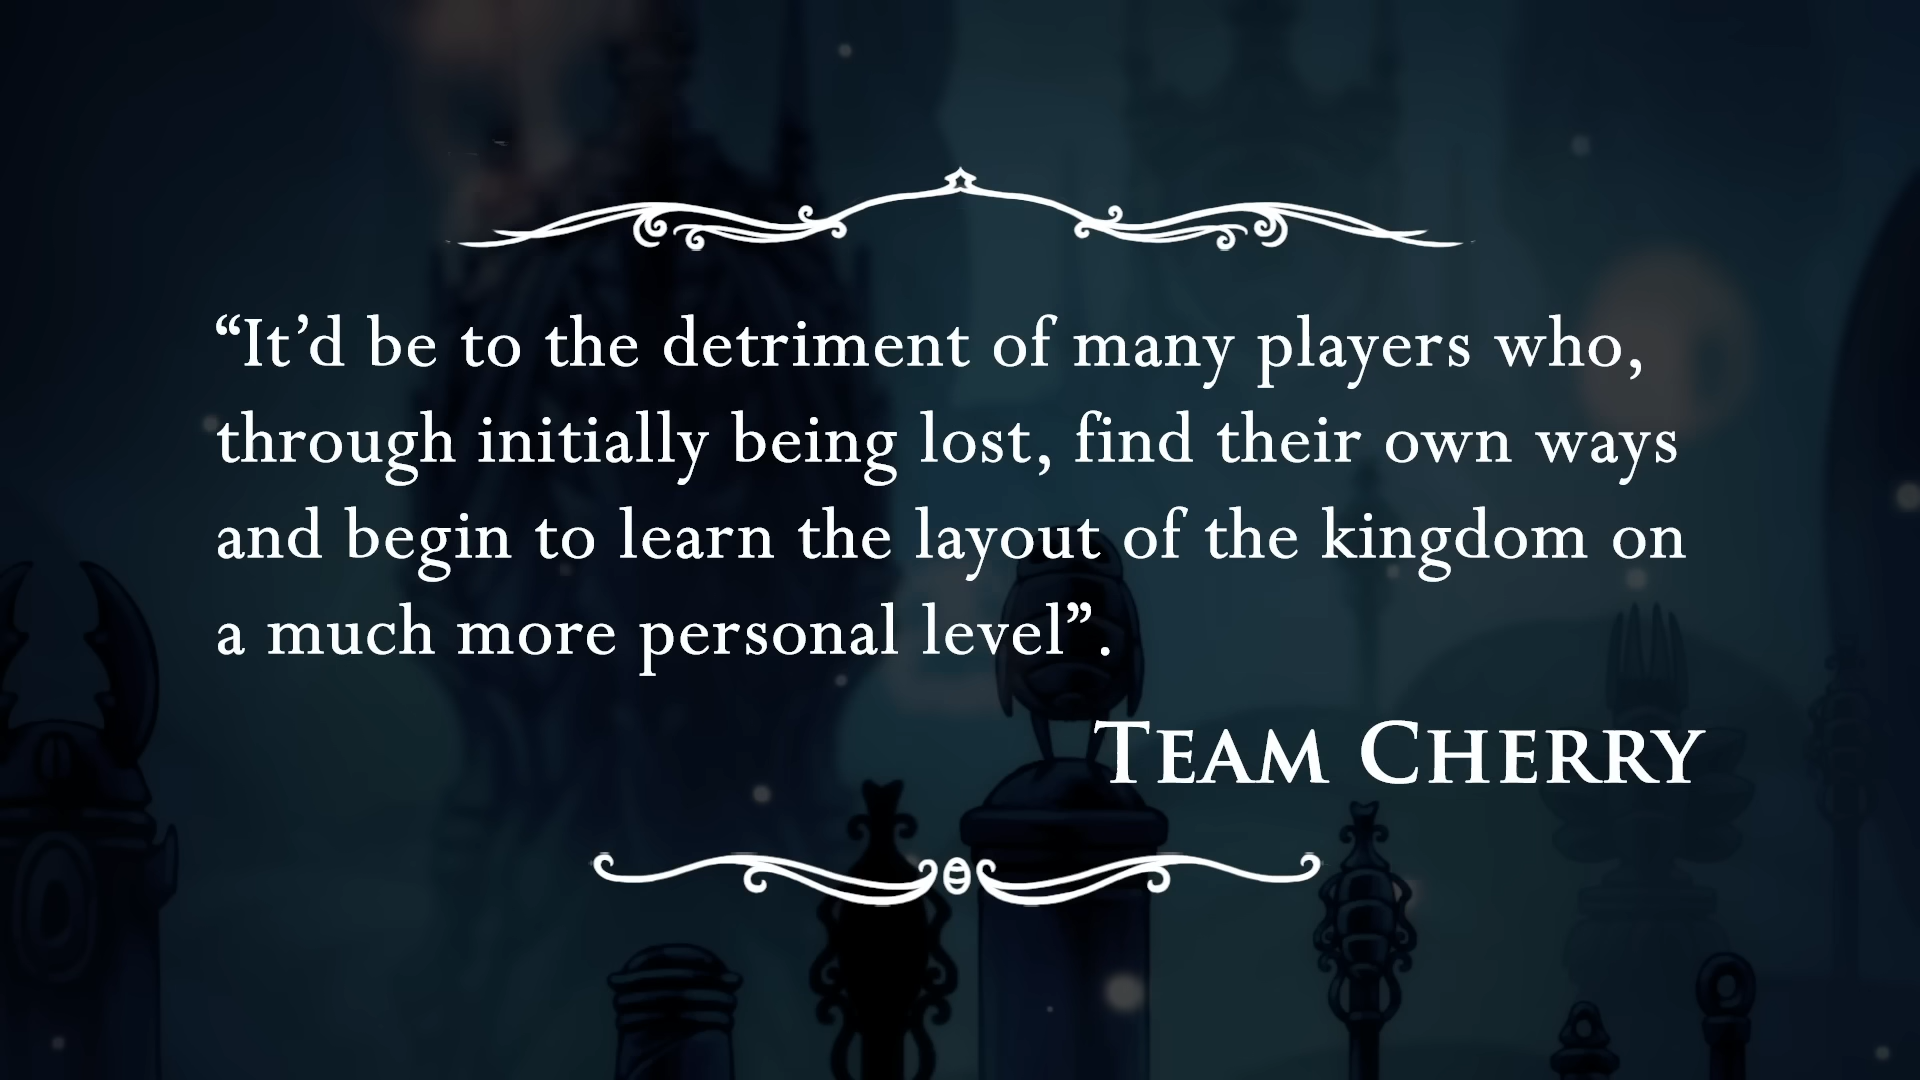 “It’d be to the detriment of many players who,
through initially being lost, find their own ways
and begin to learn the layout of the kingdom on
a much more personal level”.
TEAM CHERRY